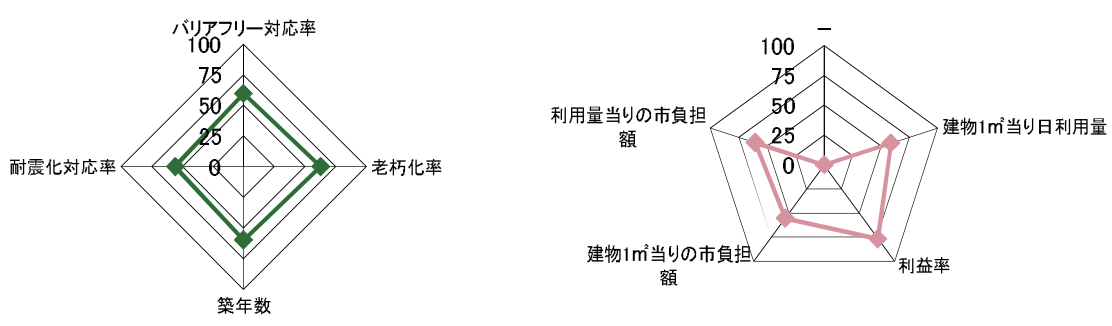 バリアフリー対応率
100
75
50
25
0
耐震化対応率
老朽化率
築年数
–
100
75
50
25
0
利用量当りの市負担
額
建物1㎡当り日利用量
建物1㎡当りの市負担
額
利益率